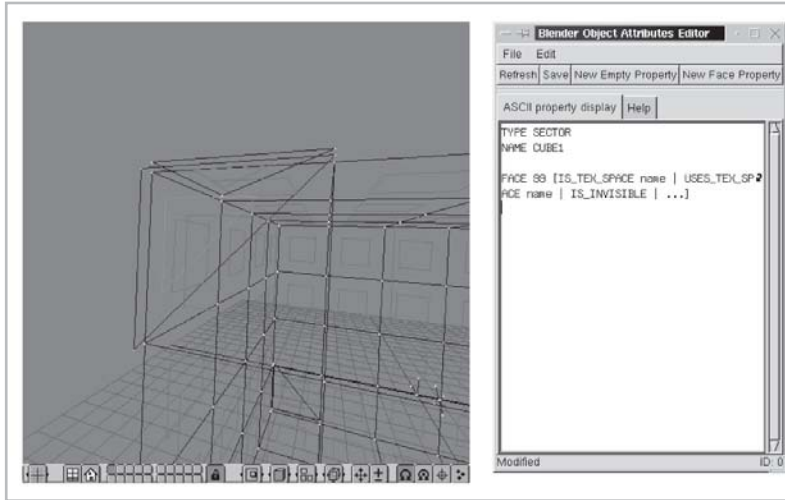 Blender Object Attributes Editor
File Edit
Refresh Save New Empty Property New Face Property
ASCII property display Help
TYPE SECTOR
NAME CUBE1
FACE 99 [IS_TEX_SPACE name | USES_TEX_SP
ACE name | IS_INVISIBLE | ...]
Modified ID: 0